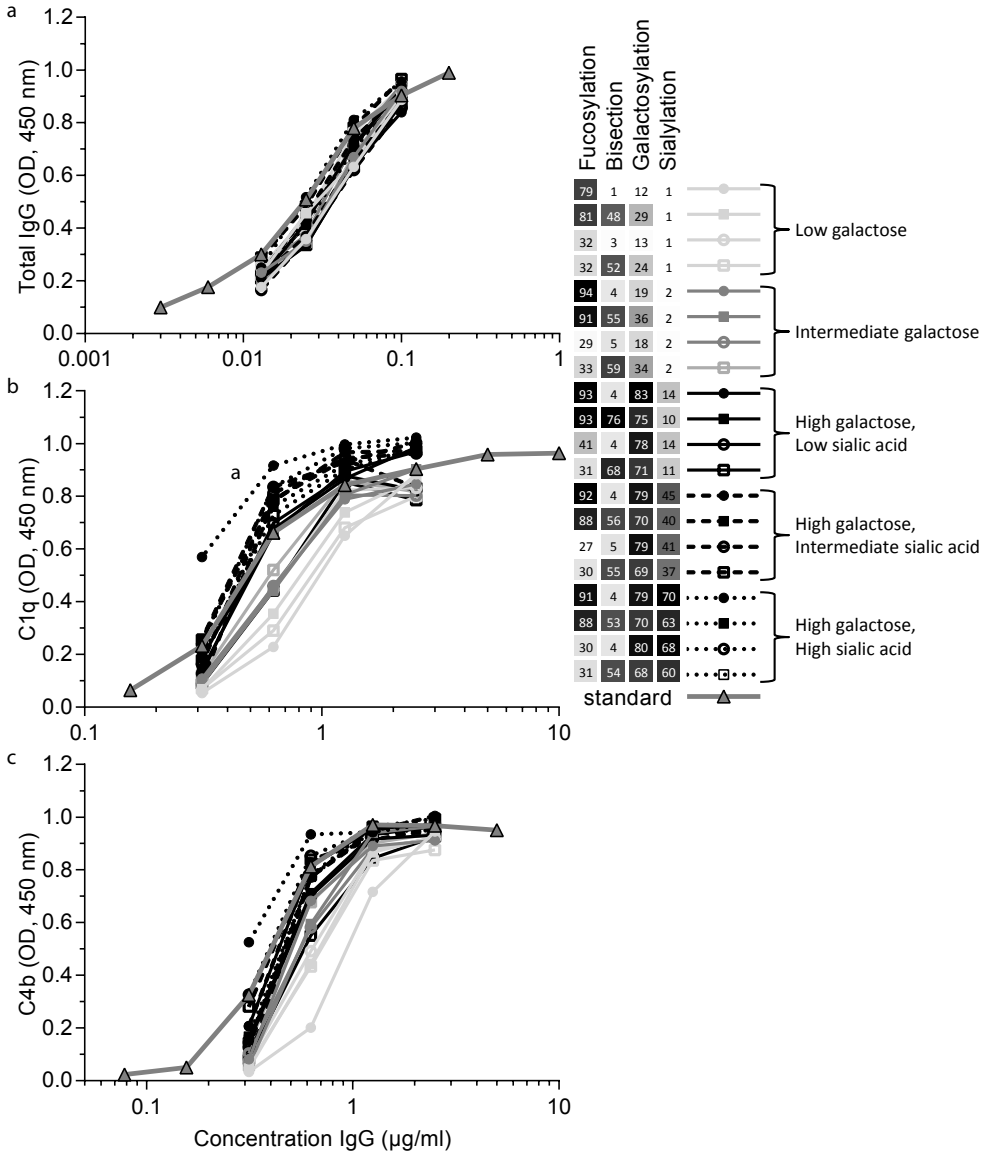 a
Total IgG (OD, 450 nm)
1.2
1.0
0.8
0.6
0.4
0.2
0.0
0.001 0.01 0.1 1
Fucosylation Bisection Galactosylation Sialylation
79 1 12 1
81 48 29 1
32 3 13 1
32 52 24 1
Low galactose
94 4 19 2
91 55 36 2
29 5 18 2
33 59 34 2
Intermediate galactose
93 4 83 14
93 76 75 10
41 4 78 14
31 68 71 11
High galactose,
Low sialic acid
92 4 79 45
88 56 70 40
27 5 79 41
30 55 69 37
High galactose,
Intermediate sialic acid
91 4 79 70
88 53 70 63
30 4 80 68
31 54 68 60
High galactose,
High sialic acid
standard
b
C1q (OD, 450 nm)
1.2
1.0
0.8
0.6
0.4
0.2
0.0
a
0.1 1 10
c
C4b (OD, 450 nm)
1.2
1.0
0.8
0.6
0.4
0.2
0.0
0.1 1 10
Concentration IgG (µg/ml)